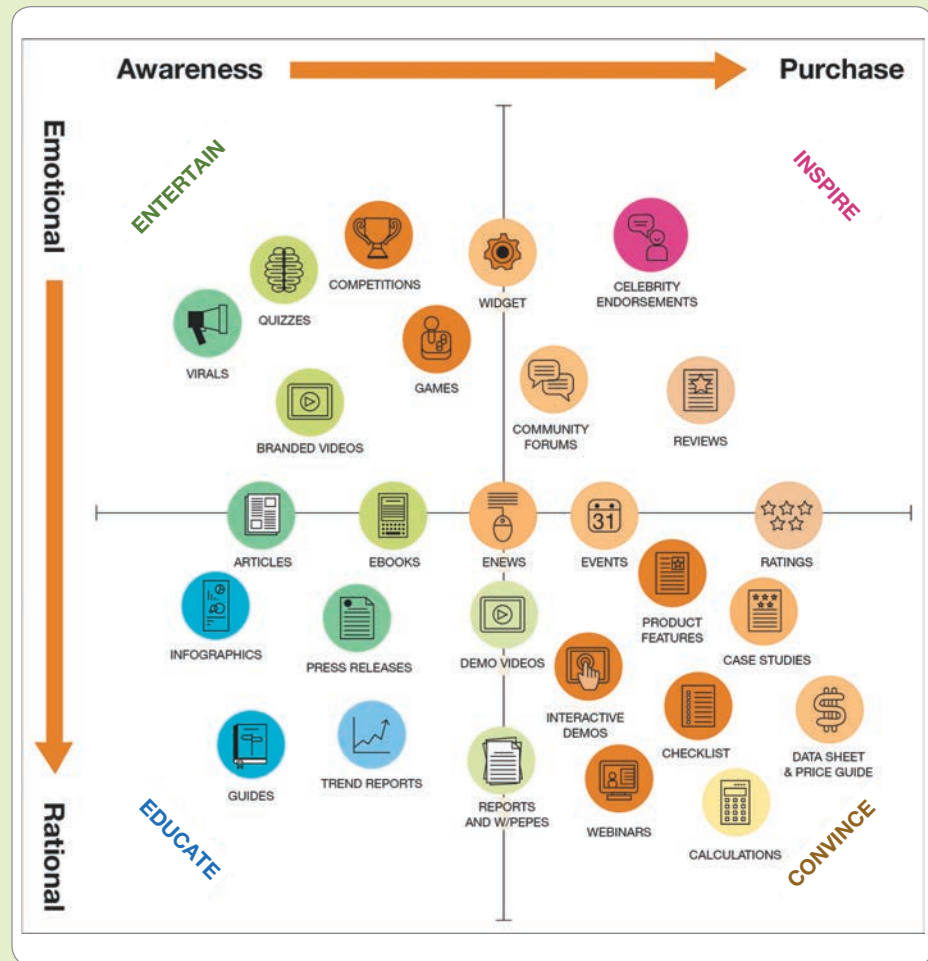 Awareness
Purchase
Emotional
Rational
ENTERTAIN
INSPIRE
COMPETITIONS
WIDGET
CELEBRITY
ENDORSEMENTS
QUIZZES
VIRALS
GAMES
BRANDED VIDEOS
COMMUNITY
FORUMS
REVIEWS
ARTICLES
EBOOKS
ENEWS
31
EVENTS
RATINGS
INFOGRAPHICS
PRESS RELEASES
DEMO VIDEOS
PRODUCT
FEATURES
CASE STUDIES
INTERACTIVE
DEMOS
CHECKLIST
DATA SHEET
& PRICE GUIDE
GUIDES
TREND REPORTS
REPORTS
AND W/PEPES
WEBINARS
CALCULATIONS
EDUCATE
CONVINCE